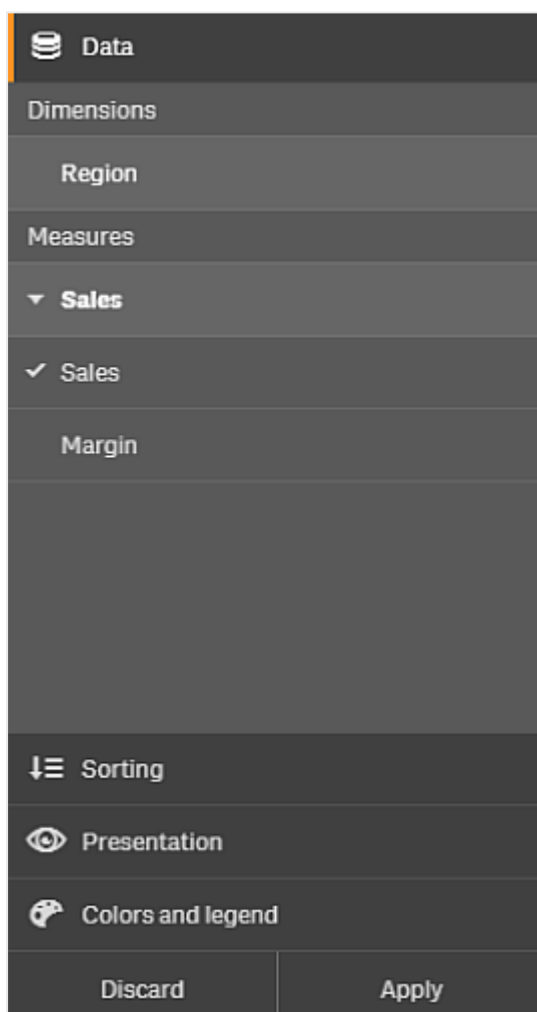 Data
Dimensions
Region
Measures
Sales
Sales
Margin
Sorting
Presentation
Colors and legend
Discard Apply